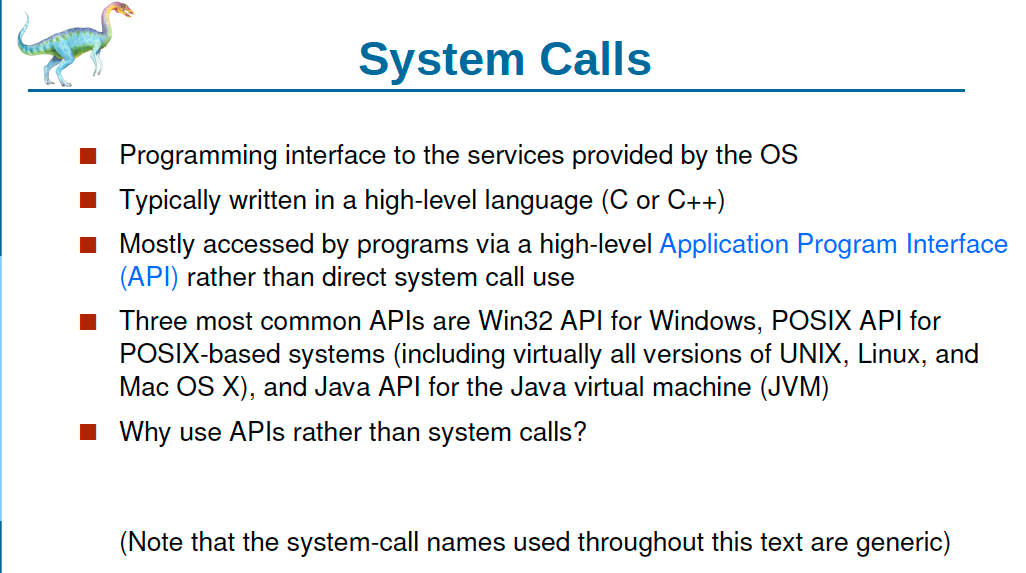 System Calls
Programming interface to the services provided by the OS
Typically written in a high-level language (C or C++)
Mostly accessed by programs via a high-level Application Program Interface
(API) rather than direct system call use
Three most common APIs are Win32 API for Windows, POSIX API for
POSIX-based systems (including virtually all versions of UNIX, Linux, and
Mac OS X), and Java API for the Java virtual machine (JVM)
Why use APIs rather than system calls?
(Note that the system-call names used throughout this text are generic)